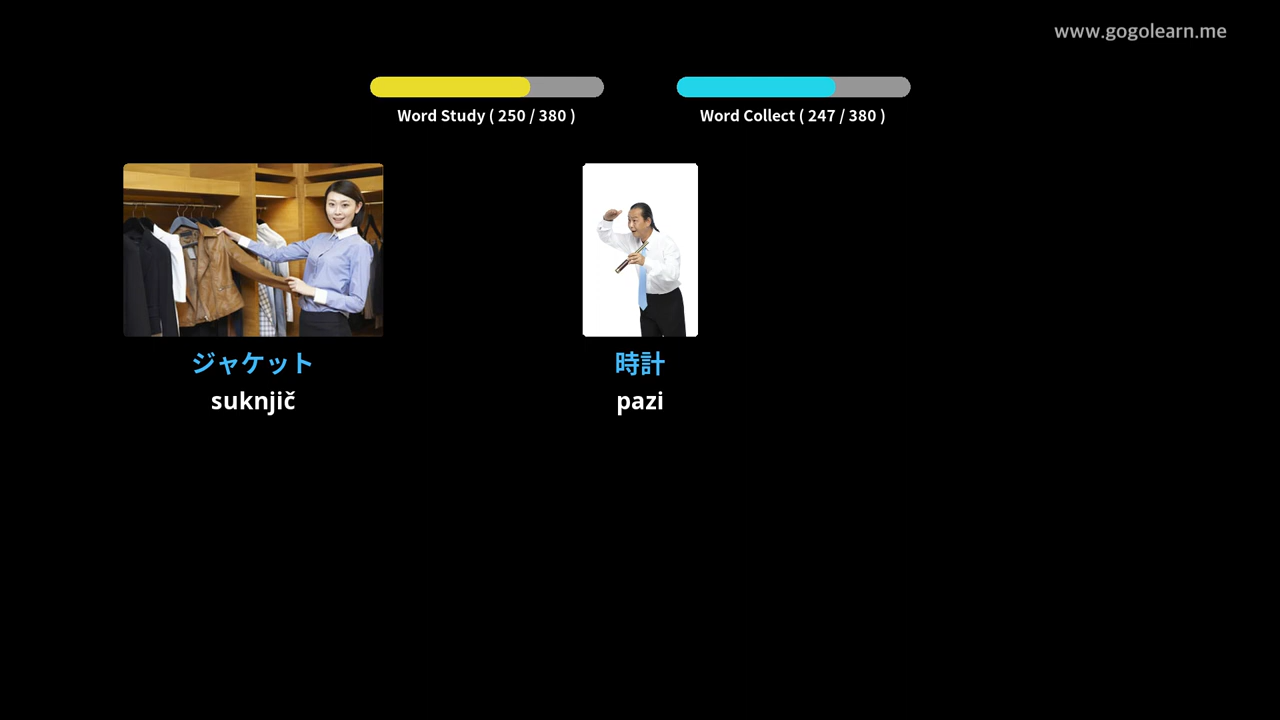 www.gogolearn.me
Word Study ( 250 / 380 )
Word Collect ( 247 / 380 )
ジャケット
suknjič
時計
pazi